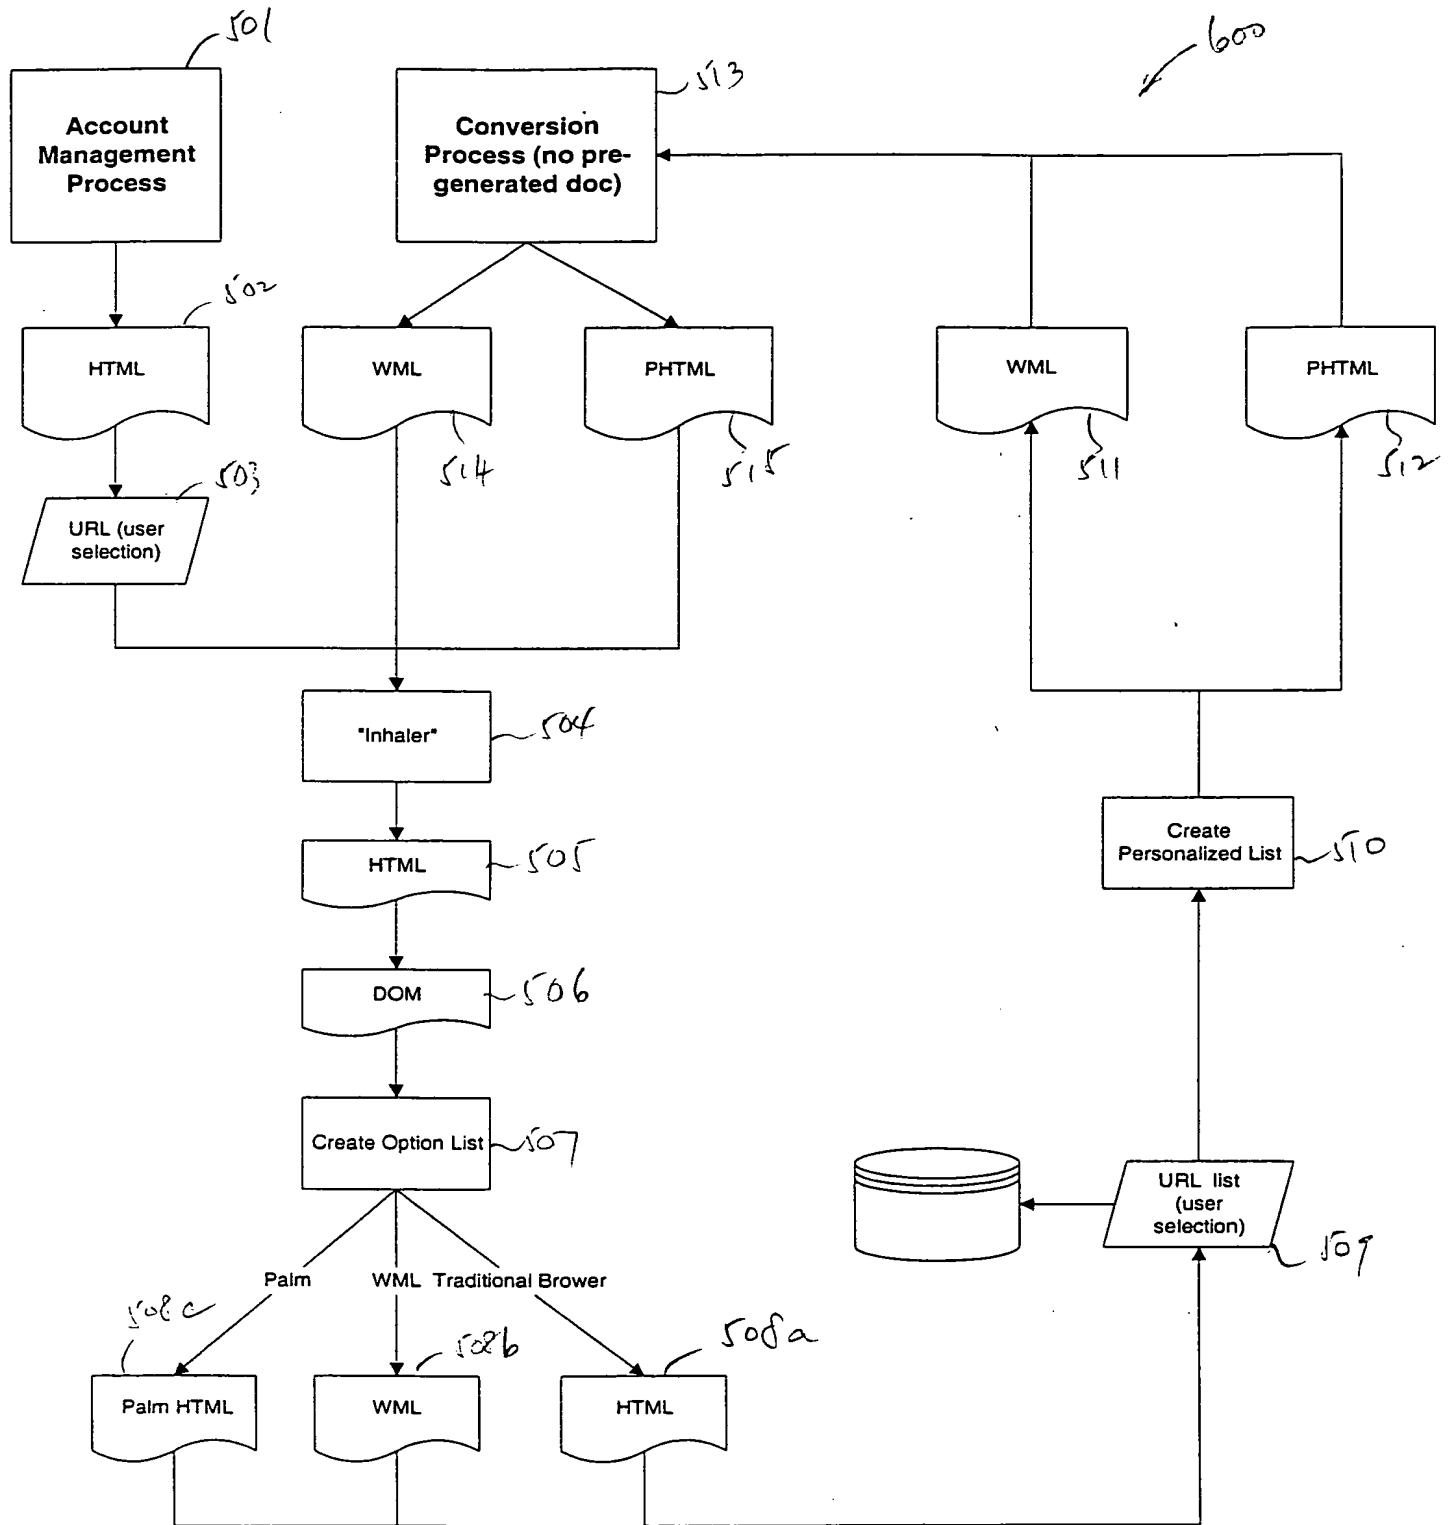 501
600
513
Account
Management
Process
Conversion
Process (no pre-
generated doc)
502
HTML
WML
PHTML
WML
PHTML
514
515
511
512
503
URL (user
selection)
"Inhaler"
504
HTML
505
Create
Personalized List
510
DOM
506
Create Option List
507
URL list
(user
selection)
509
Palm
WML
Traditional Brower
508c
508b
508a
Palm HTML
WML
HTML